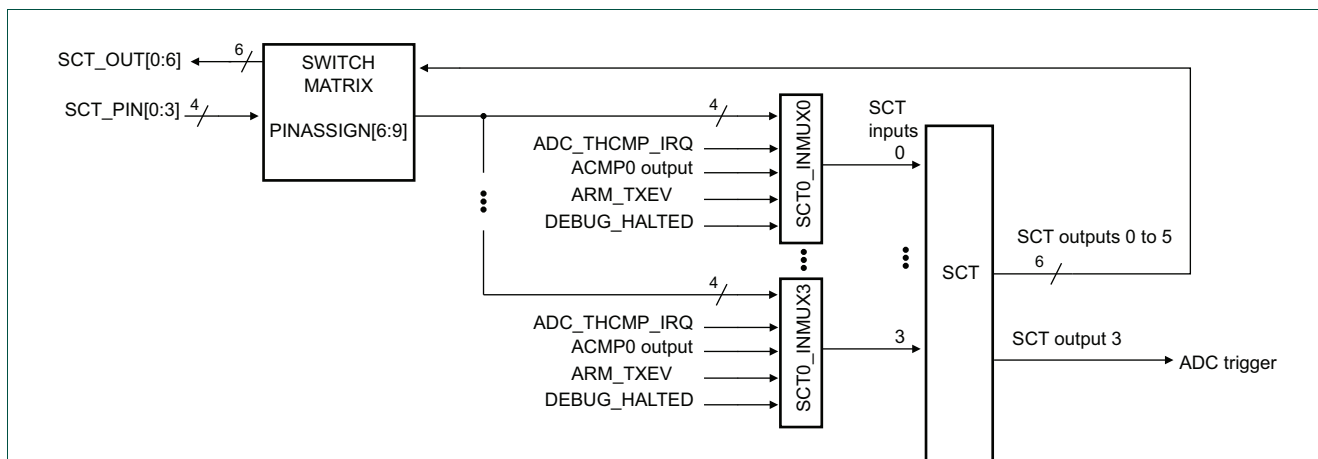 SCT_OUT[0:6]
6
SWITCH
MATRIX
SCT_PIN[0:3]
4
PINASSIGN[6:9]
4
ADC_THCMP_IRQ
ACMP0 output
ARM_TXEV
DEBUG_HALTED
SCT0_INMUX0
SCT
inputs
0
4
ADC_THCMP_IRQ
ACMP0 output
ARM_TXEV
DEBUG_HALTED
SCT0_INMUX3
3
SCT
SCT outputs 0 to 5
6
SCT output 3
ADC trigger